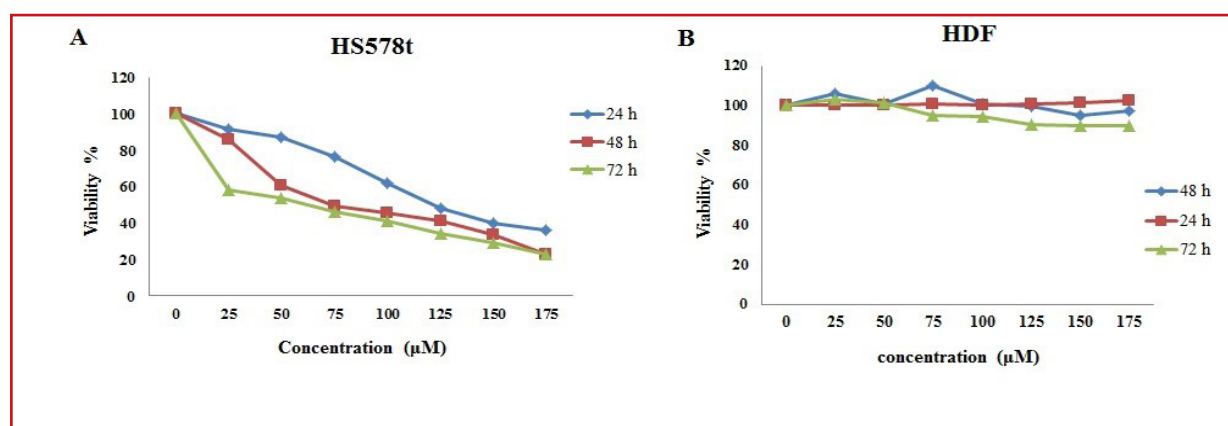 A
HS578t
120
100
80
60
40
20
0
Viability %
0 25 50 75 100 125 150 175
Concentration (µM)
24 h
48 h
72 h
B
HDF
120
100
80
60
40
20
0
Viability %
0 25 50 75 100 125 150 175
concentration (µM)
48 h
24 h
72 h